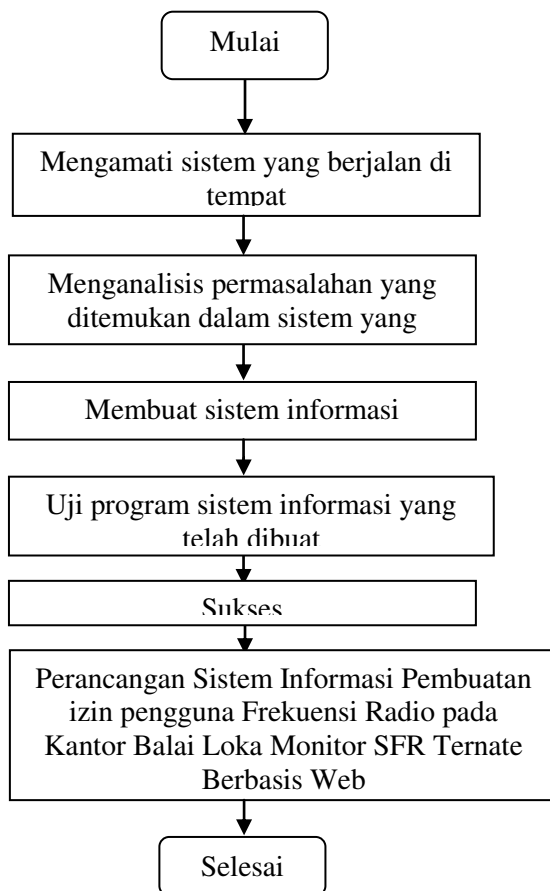 Mulai
Mengamati sistem yang berjalan di
tempat
Menganalisis permasalahan yang
ditemukan dalam sistem yang
Membuat sistem informasi
Uji program sistem informasi yang
telah dibuat
Sukses
Perancangan Sistem Informasi Pembuatan
izin pengguna Frekuensi Radio pada
Kantor Balai Loka Monitor SFR Ternate
Berbasis Web
Selesai